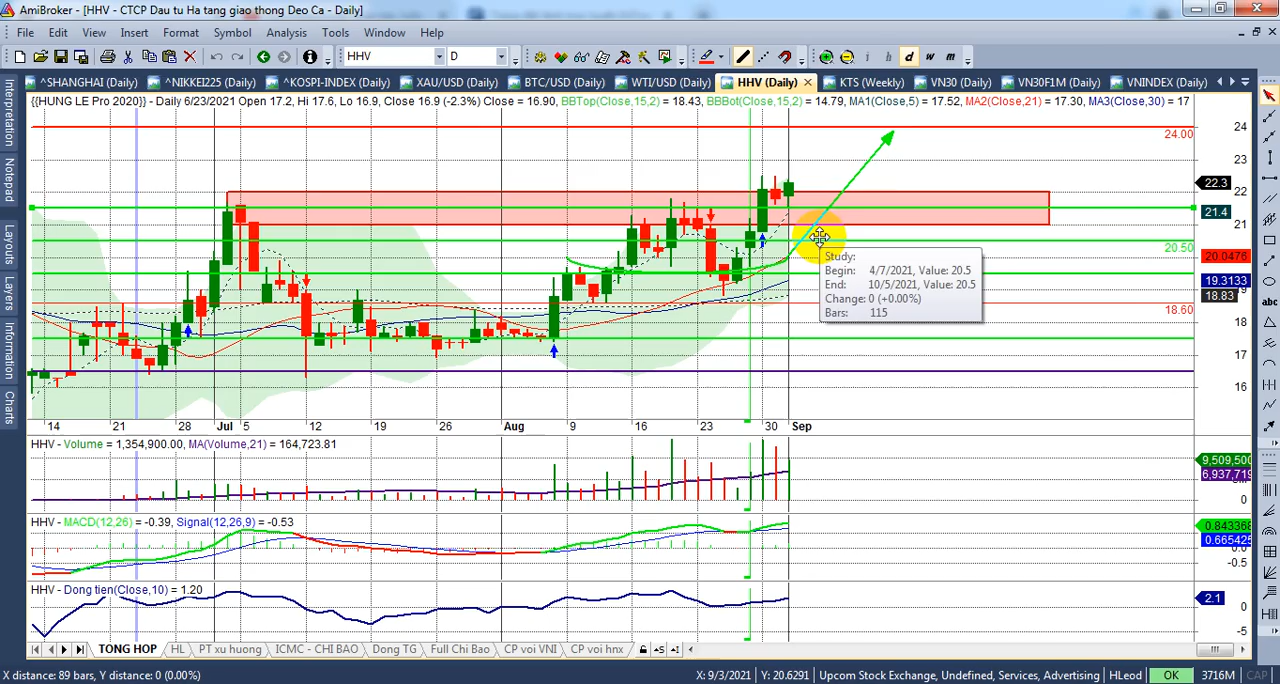 AmiBroker - [HHV - CTCP Dau tu Ha tang giao thong Deo Ca - Daily]
File Edit View Insert Format Symbol Analysis Tools Window Help
HHV D i h d w m
^SHANGHAI (Daily) ^NIKKEI225 (Daily) ^KOSPI-INDEX (Daily) XAU/USD (Daily) BTC/USD (Daily) WTI/USD (Daily) HHV (Daily) KTS (Weekly) VN30 (Daily) VN30F1M (Daily) VNINDEX (Daily)
{{HUNG LE Pro 2020}} - Daily 6/23/2021 Open 17.2, Hi 17.6, Lo 16.9, Close 16.9 (-2.3%) Close = 16.90, BBTop(Close,15,2) = 18.43, BBBot(Close,15,2) = 14.79, MA1(Close,5) = 17.52, MA2(Close,21) = 17.30, MA3(Close,30) = 17
Interpretation
Notepad
Layouts
Layers
Information
Charts
abc
24
24.00
23
22.3
22
21.4
21
20.50
20.0476
19.3133
18.83
18.60
18
17
16
Study:
Begin: 4/7/2021, Value: 20.5
End: 10/5/2021, Value: 20.5
Change: 0 (+0.00%)
Bars: 115
14 21 28 Jul 5 12 19 26 Aug 9 16 23 30 Sep
HHV - Volume = 1,354,900.00, MA(Volume,21) = 164,723.81
9,509,500
6,937,719
0
HHV - MACD(12,26) = -0.39, Signal(12,26,9) = -0.53
0.843368
0.665425
-0.5
HHV - Dong tien(Close,10) = 1.20
2.1
0
-5
TONG HOP HL PT xu huong ICMC - CHI BAO Dong TG Full Chi Bao CP voi VNI CP voi hnx
X distance: 89 bars, Y distance: 0 (0.00%) X: 9/3/2021 Y: 20.6291 Upcom Stock Exchange, Undefined, Services, Advertising HLeod OK 3716M CAP